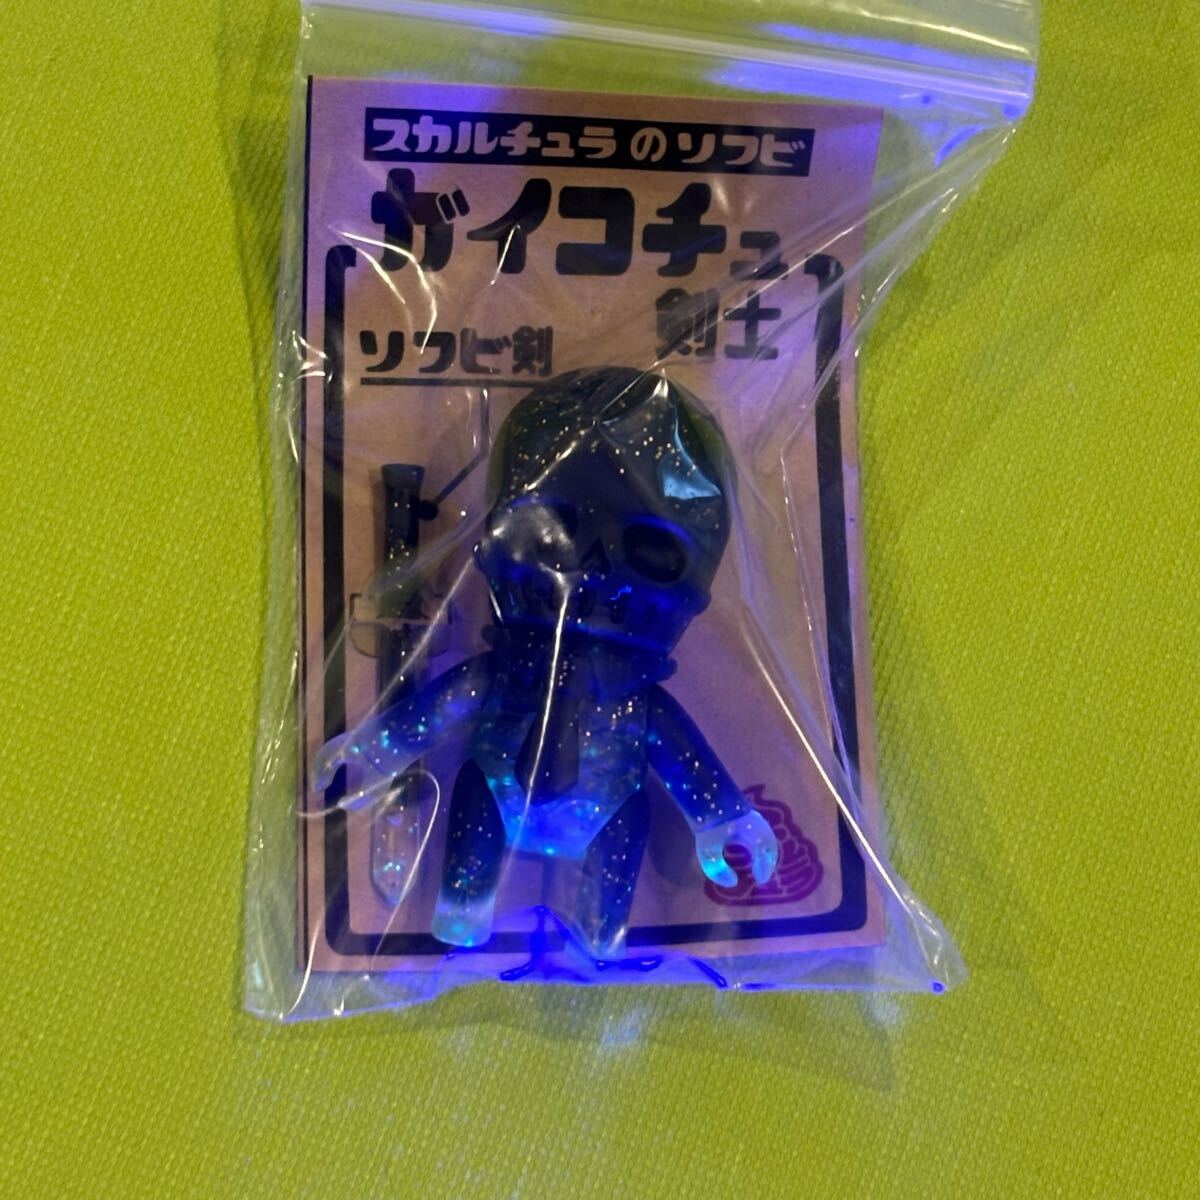 スカルチュラのソフビ
ガイコチュ
剣士
ソフビ剣